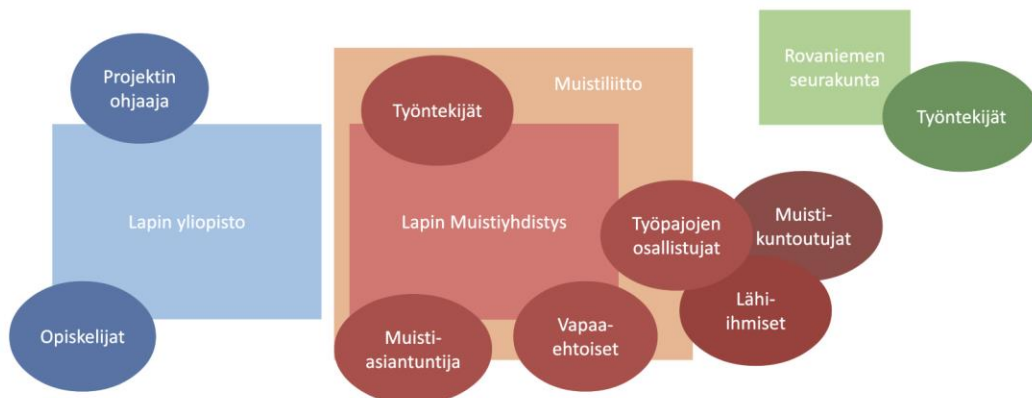 Projektin
ohjaaja
Lapin yliopisto
Opiskelijat
Muistiliitto
Työntekijät
Lapin Muistiyhdistys
Muisti-
asiantuntija
Vapaa-
ehtoiset
Työpajojen
osallistujat
Muisti-
kuntoutujat
Lähi-
ihmiset
Rovaniemen
seurakunta
Työntekijät